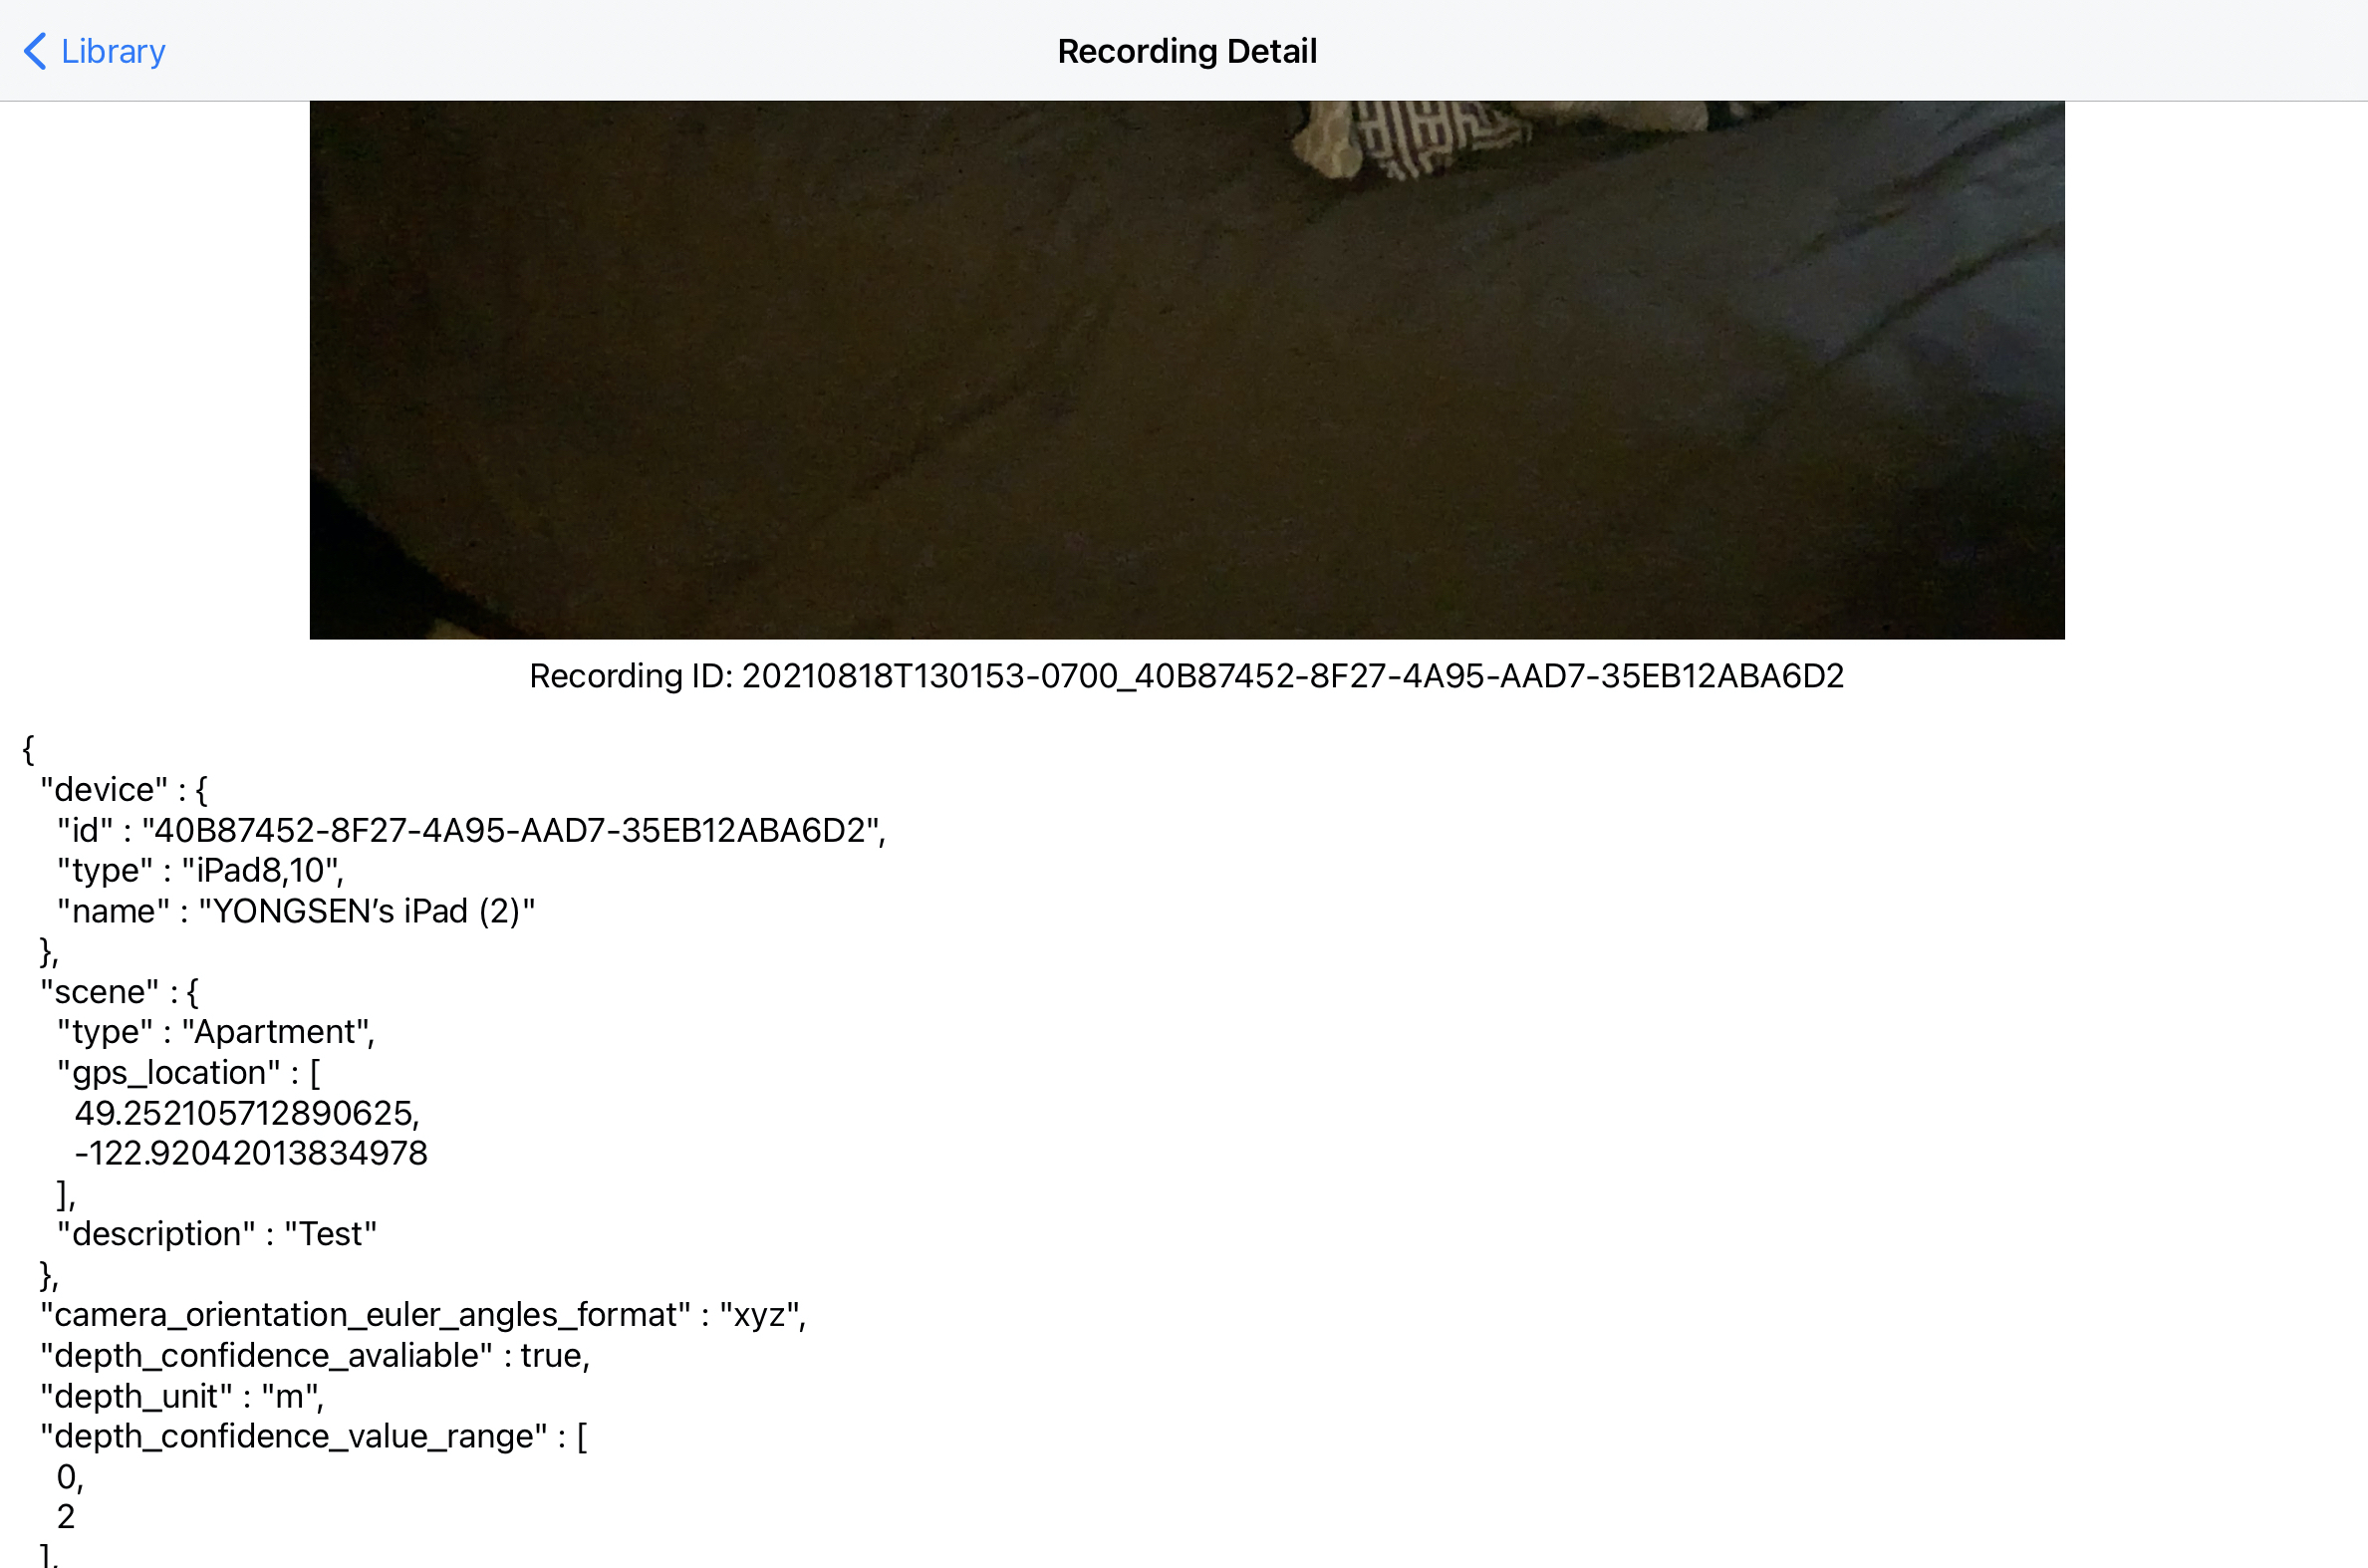 Library
Recording Detail
Recording ID: 20210818T130153-0700_40B87452-8F27-4A95-AAD7-35EB12ABA6D2
{
"device" : {
"id" : "40B87452-8F27-4A95-AAD7-35EB12ABA6D2",
"type" : "iPad8,10",
"name" : "YONGSEN’s iPad (2)"
},
"scene" : {
"type" : "Apartment",
"gps_location" : [
49.252105712890625,
-122.92042013834978
],
"description" : "Test"
},
"camera_orientation_euler_angles_format" : "xyz",
"depth_confidence_avaliable" : true,
"depth_unit" : "m",
"depth_confidence_value_range" : [
0,
2
],